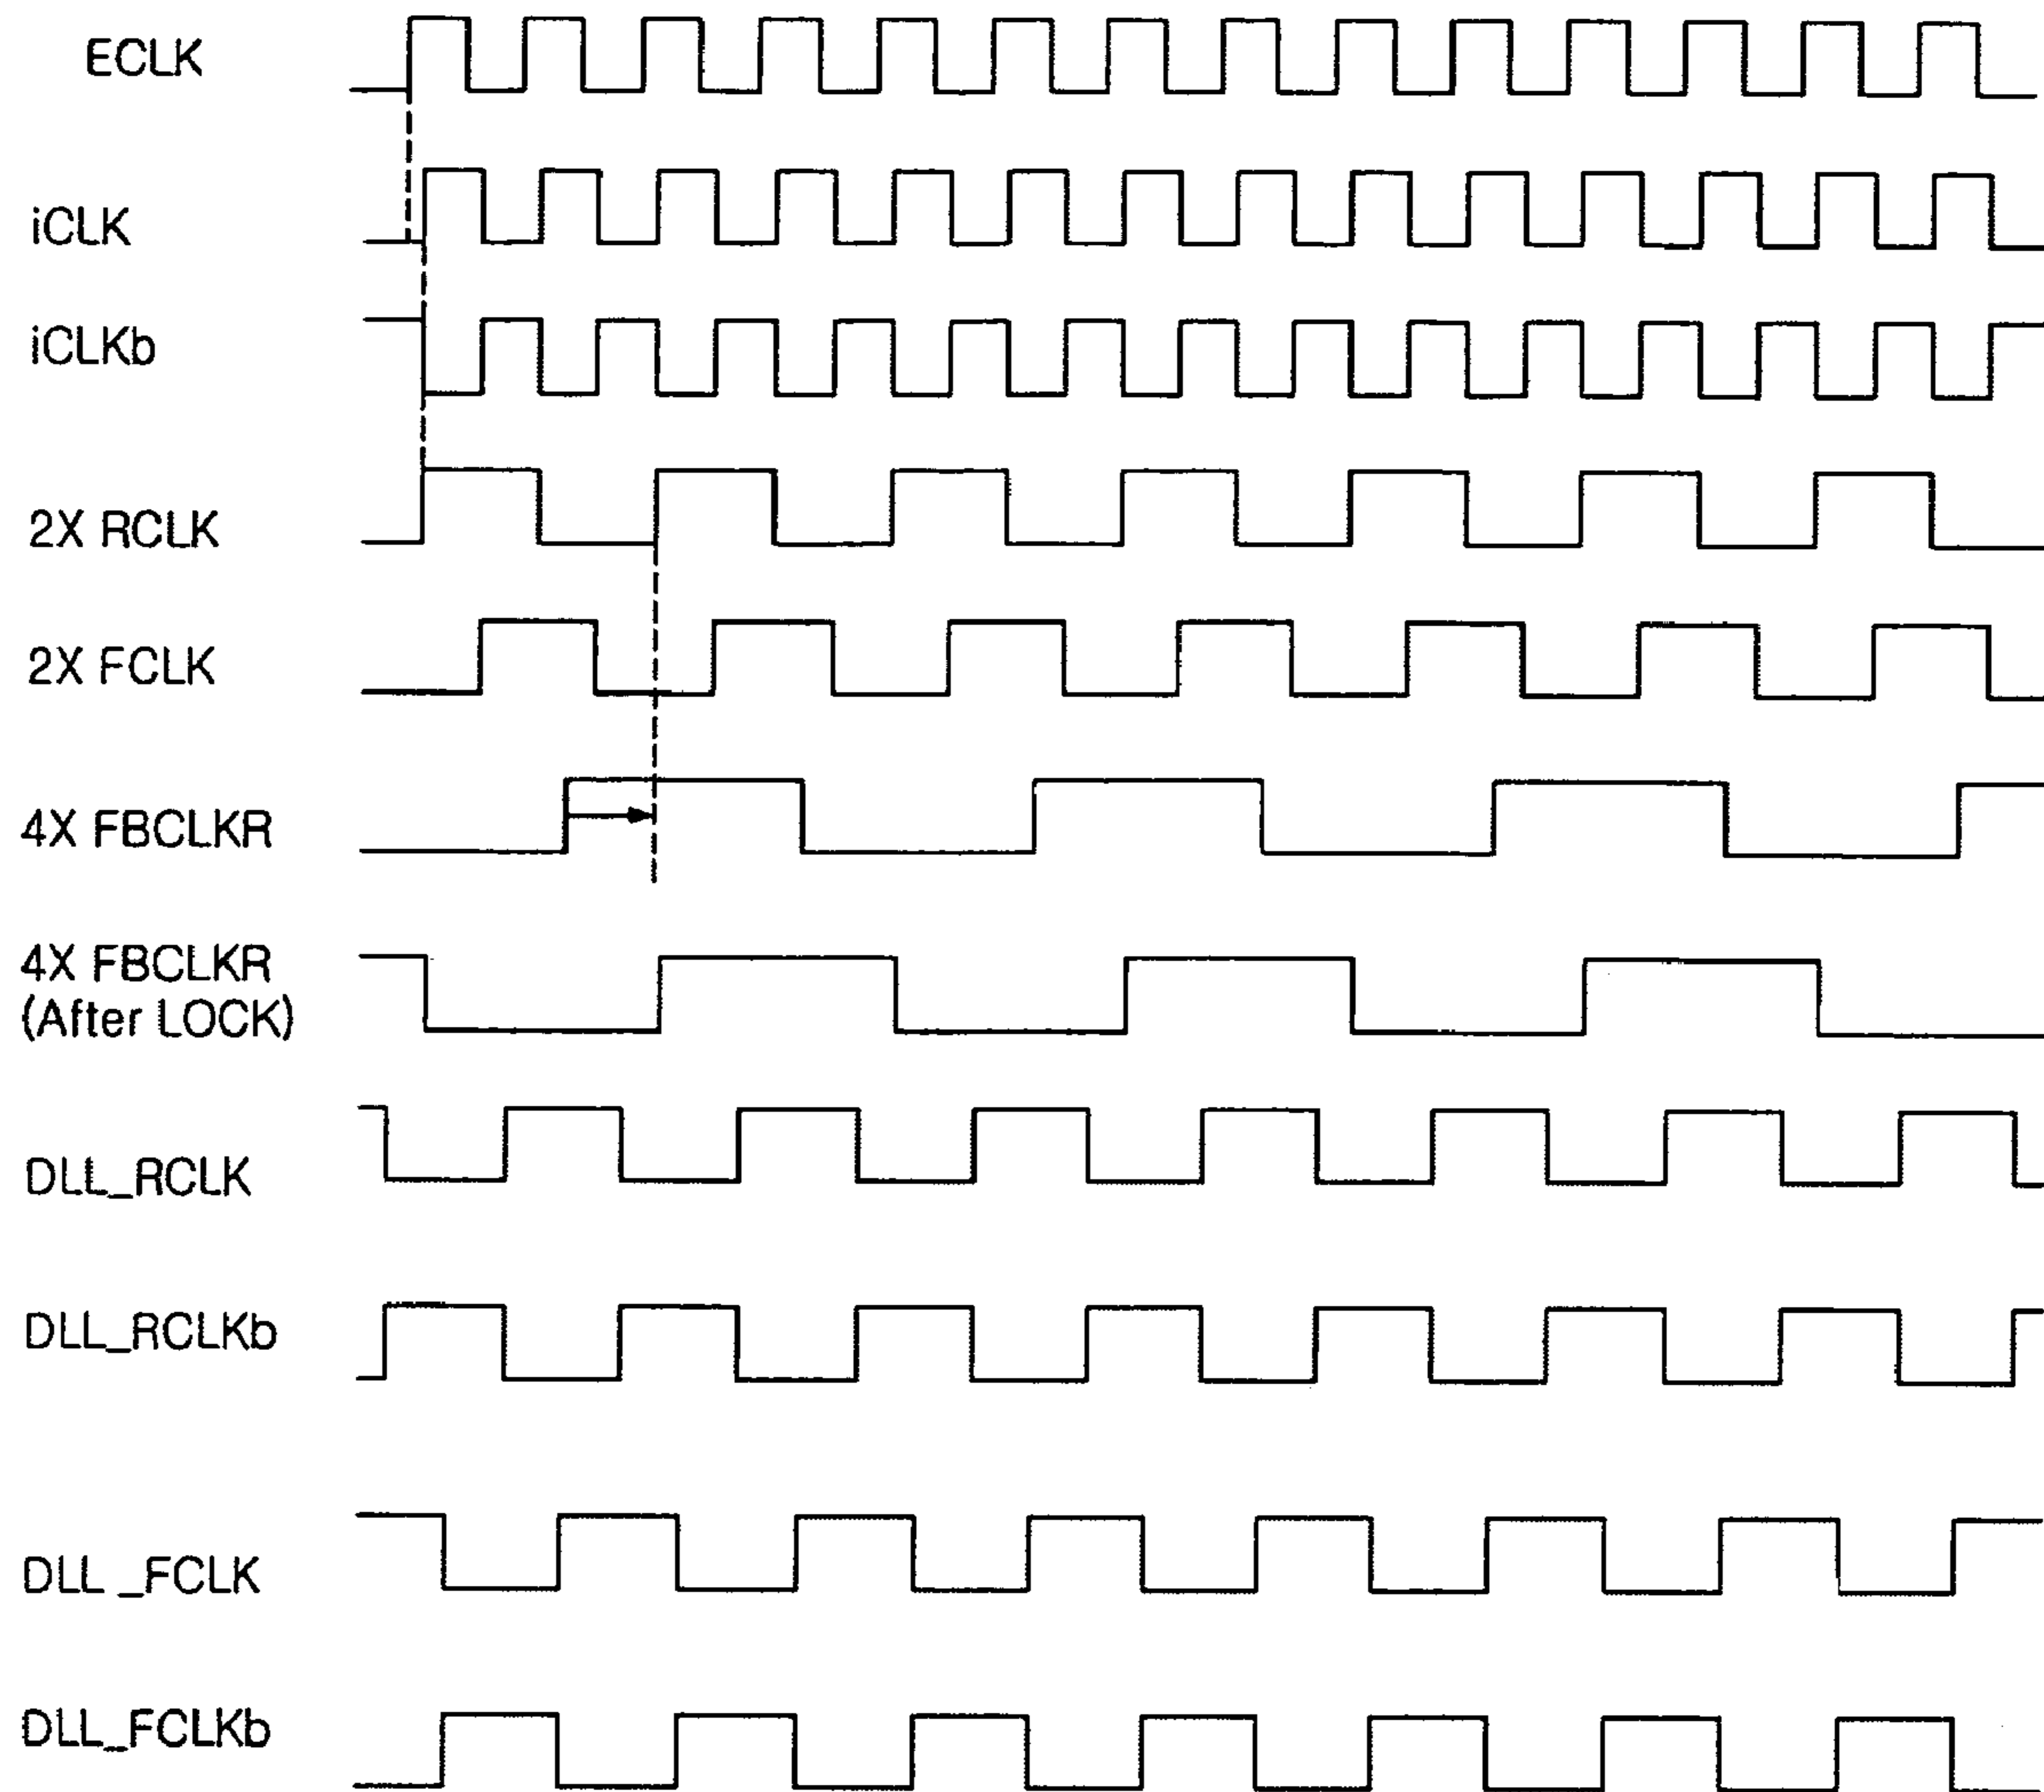 ECLK
iCLK
iCLKb
2X RCLK
2X FCLK
4X FBCLKR
4X FBCLKR
(After LOCK)
DLL_RCLK
DLL_RCLKb
DLL _FCLK
DLL_FCLKb